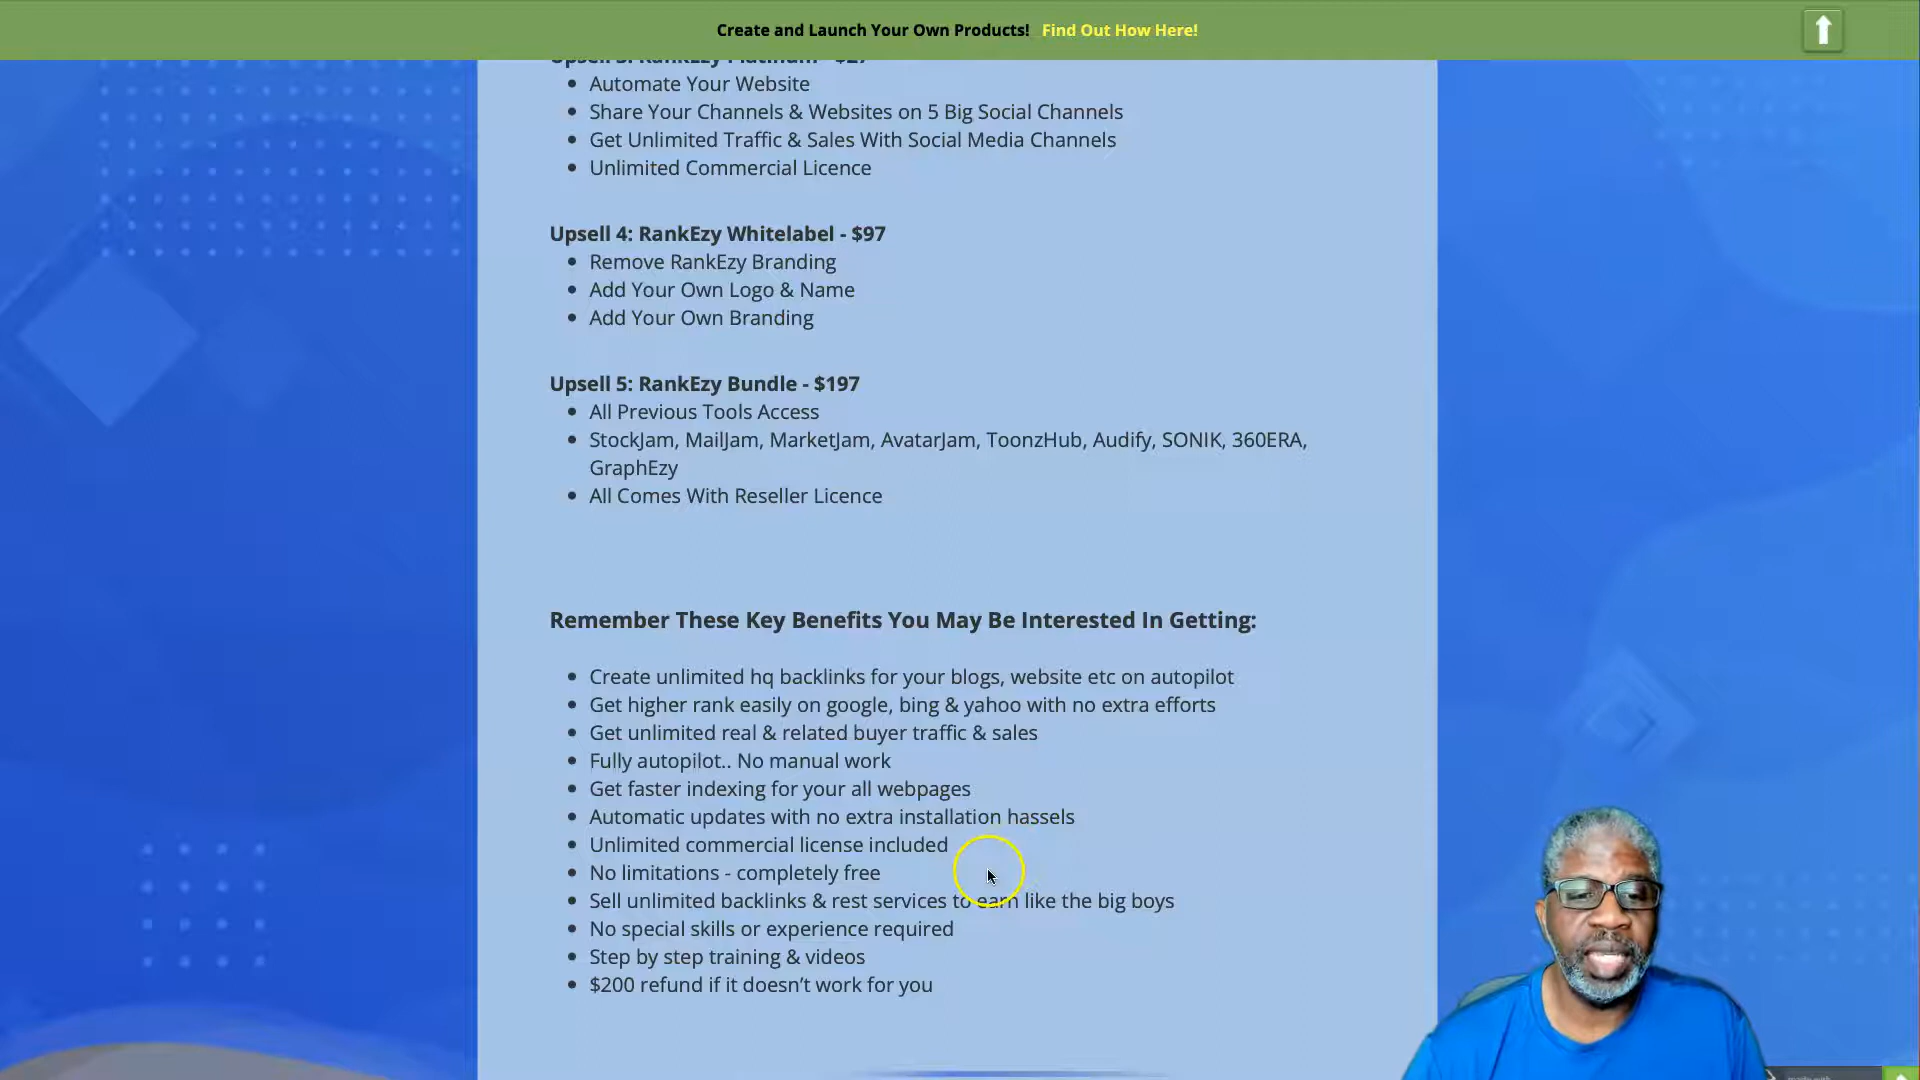 Create and Launch Your Own Products! Find Out How Here!
Upsell 3: RankEzy Platinum - $27
Automate Your Website
Share Your Channels & Websites on 5 Big Social Channels
Get Unlimited Traffic & Sales With Social Media Channels
Unlimited Commercial Licence
Upsell 4: RankEzy Whitelabel - $97
Remove RankEzy Branding
Add Your Own Logo & Name
Add Your Own Branding
Upsell 5: RankEzy Bundle - $197
All Previous Tools Access
StockJam, MailJam, MarketJam, AvatarJam, ToonzHub, Audify, SONIK, 360ERA,
GraphEzy
All Comes With Reseller Licence
Remember These Key Benefits You May Be Interested In Getting:
Create unlimited hq backlinks for your blogs, website etc on autopilot
Get higher rank easily on google, bing & yahoo with no extra efforts
Get unlimited real & related buyer traffic & sales
Fully autopilot.. No manual work
Get faster indexing for your all webpages
Automatic updates with no extra installation hassels
Unlimited commercial license included
No limitations - completely free
Sell unlimited backlinks & rest services to earn like the big boys
No special skills or experience required
Step by step training & videos
$200 refund if it doesn’t work for you